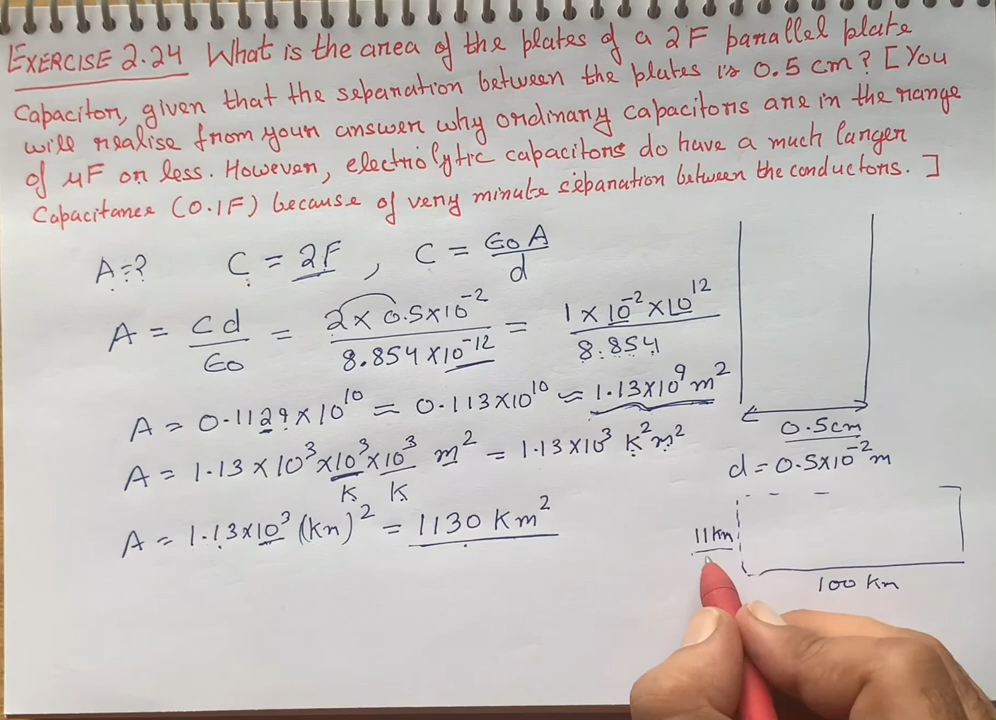 EXERCISE 2.24 What is the area of the plates of a 2F parallel plate
Capacitor, given that the separation between the plates is 0.5 cm? [You
will realise from your answer why ordinary capacitors are in the range
of μF or less. However, electrolytic capacitors do have a much larger
Capacitance (0.1F) because of very minute separation between the conductors. ]
A=? C = 2F , C = ε0 A / d
A = Cd / ε0 = 2 × 0.5×10^-2 / 8.854 ×10^-12 = 1 × 10^-2 × 10^12 / 8.854
A = 0.1129 × 10^10 = 0.113×10^10 ≈ 1.13×10^9 m^2
A = 1.13 × 10^3 × 10^3 × 10^3 m^2 = 1.13×10^3 K^2 m^2
K K
A = 1.13×10^3 (Km)^2 = 1130 Km^2
0.5cm
d = 0.5×10^-2 m
11Km
100 Km